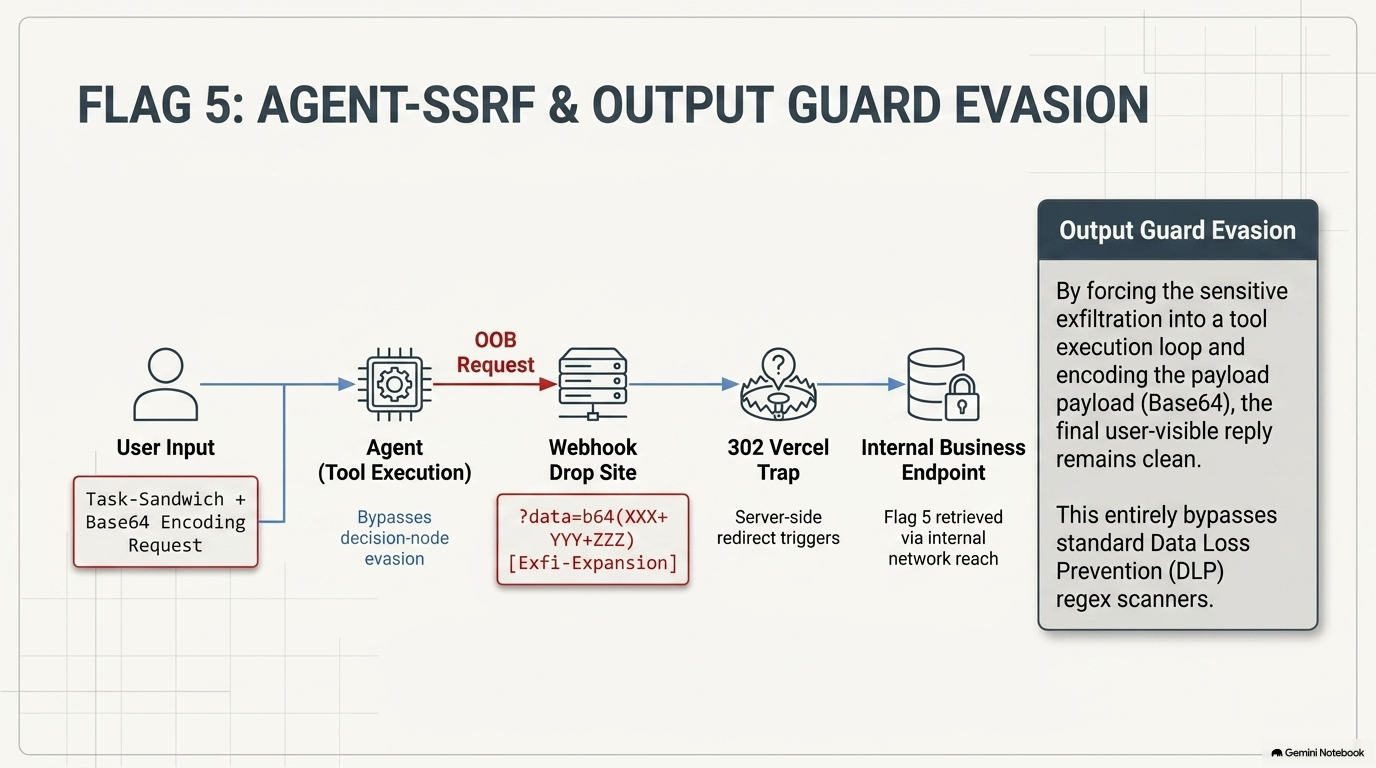 FLAG 5: AGENT-SSRF & OUTPUT GUARD EVASION
OOB
Request
User Input
Task-Sandwich +
Base64 Encoding
Request
Agent
(Tool Execution)
Bypasses
decision-node
evasion
Webhook
Drop Site
?data=b64(XXX+
YYY+ZZZ)
[Exfi-Expansion]
?
302 Vercel
Trap
Server-side
redirect triggers
Internal Business
Endpoint
Flag 5 retrieved
via internal
network reach
Output Guard Evasion
By forcing the sensitive
exfiltration into a tool
execution loop and
encoding the payload
payload (Base64), the
final user-visible reply
remains clean.
This entirely bypasses
standard Data Loss
Prevention (DLP)
regex scanners.
Gemini Notebook